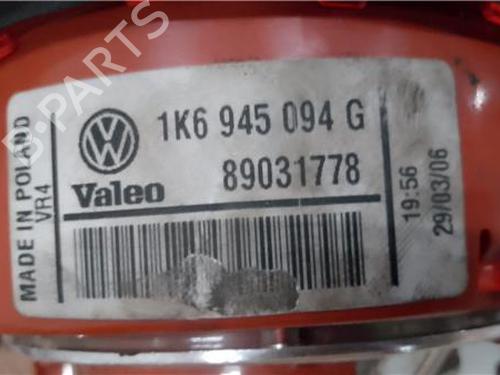 B-PARTS
MADE IN POLAND
VR4
1K6 945 094 G
89031778
Valeo
19:56
29/03/06